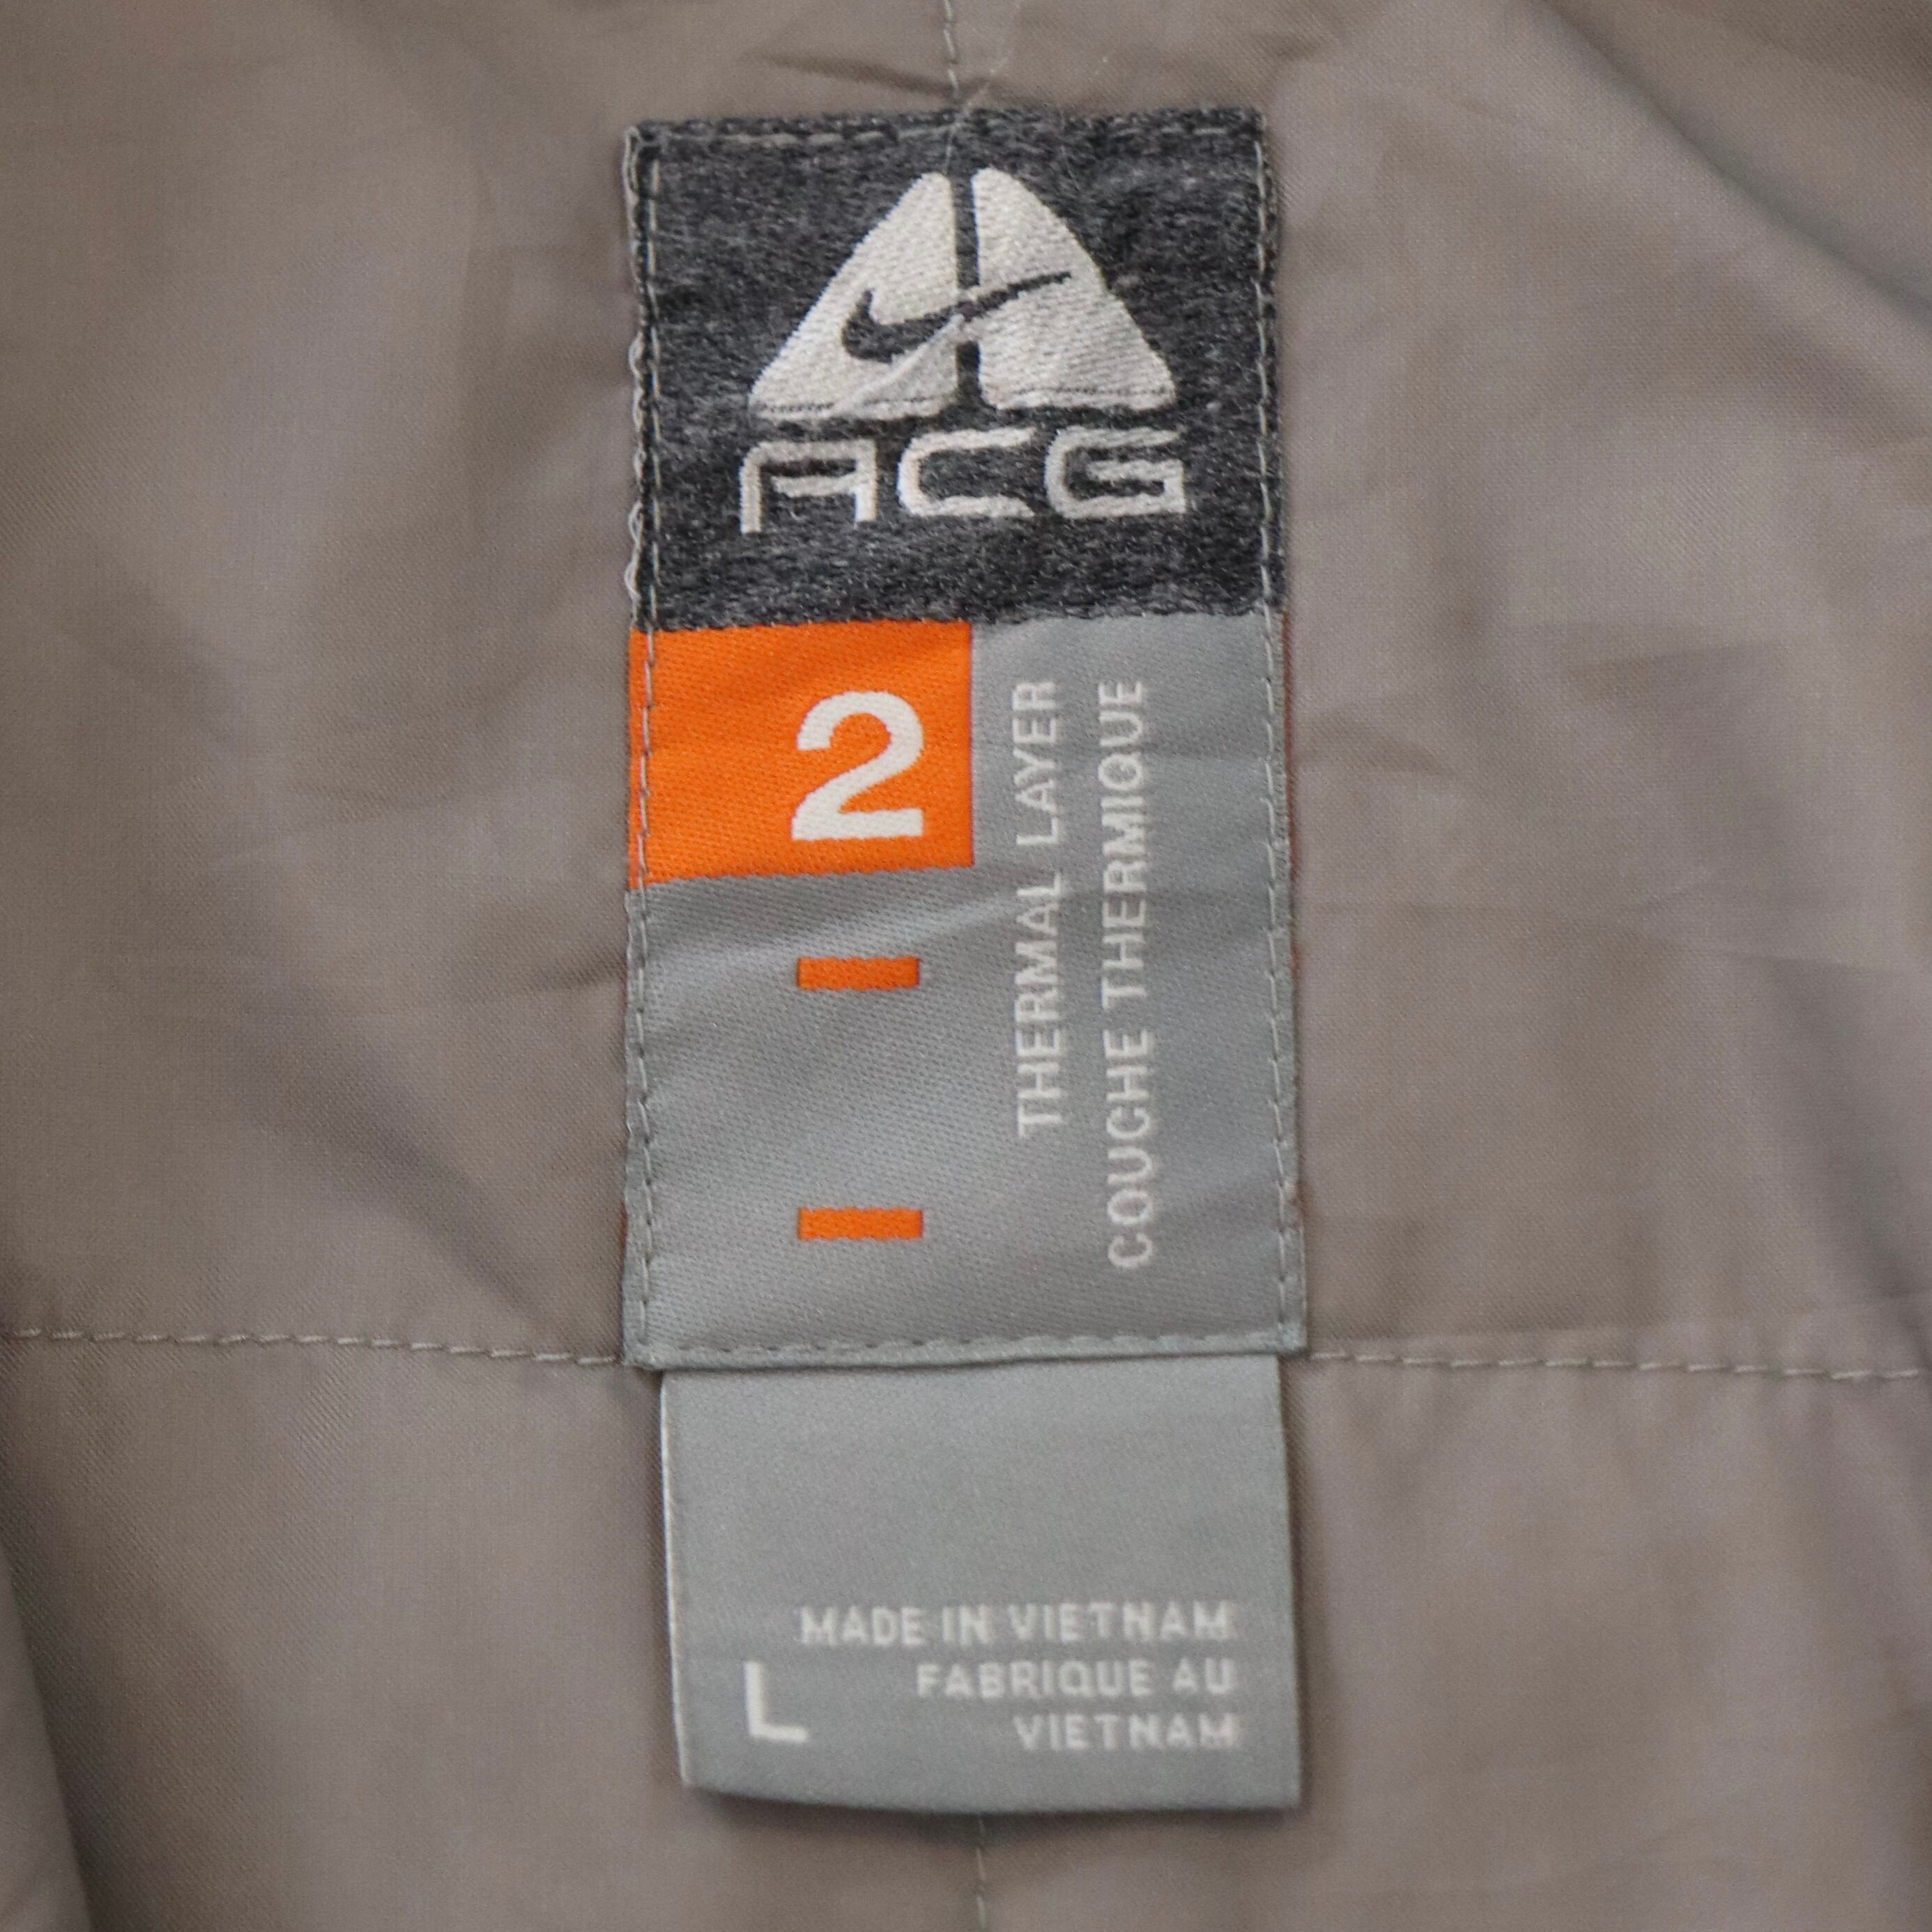 ACG
2
THERMAL LAYER
COUCHE THERMIQUE
MADE IN VIETNAM
FABRIQUE AU
VIETNAM
L